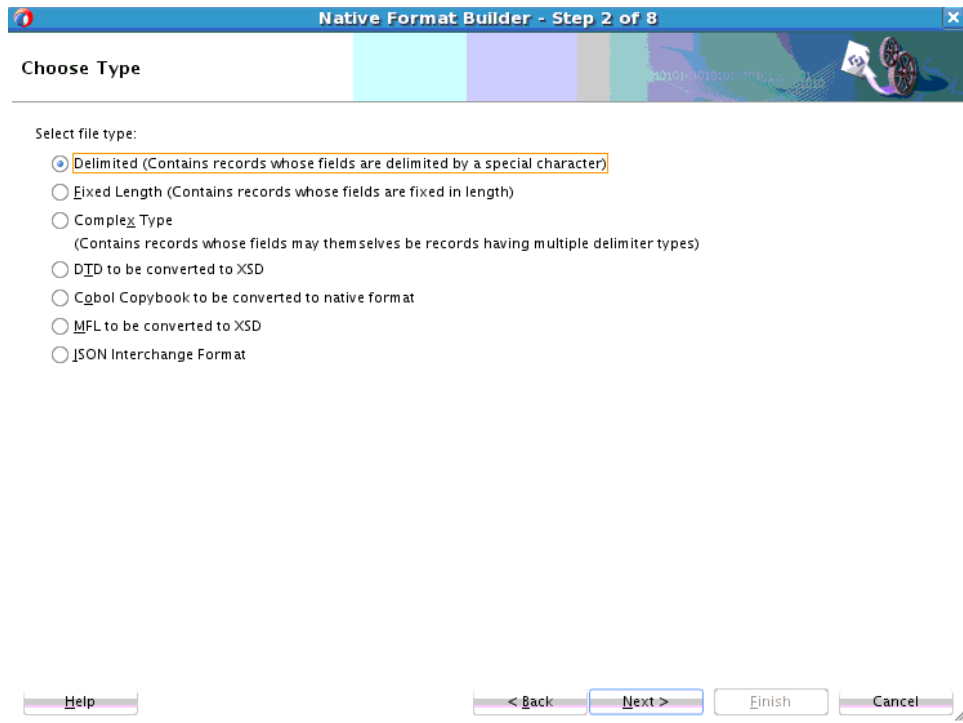 Native Format Builder - Step 2 of 8
Choose Type
Select file type:
Delimited (Contains records whose fields are delimited by a special character)
Fixed Length (Contains records whose fields are fixed in length)
Complex Type
(Contains records whose fields may themselves be records having multiple delimiter types)
DTD to be converted to XSD
Cobol Copybook to be converted to native format
MFL to be converted to XSD
JSON Interchange Format
Help < Back Next > Finish Cancel